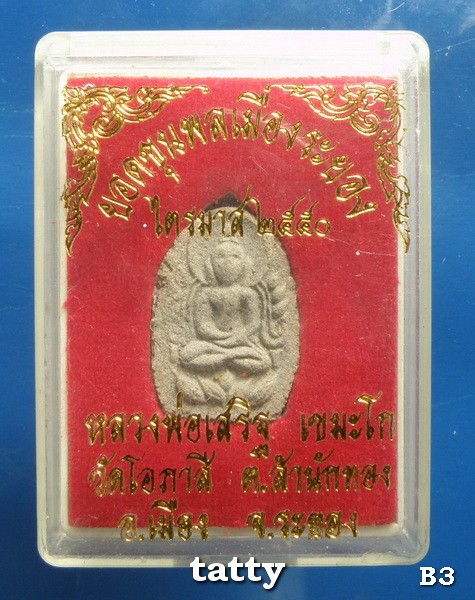 ยอดขุนพลเมืองระยอง
ไตรมาส ๒๕๕๐
หลวงพ่อเสริฐ เขมะโก
วัดโอภาสี ต.สำนักทอง
อ.เมือง จ.ระยอง
tatty
B3